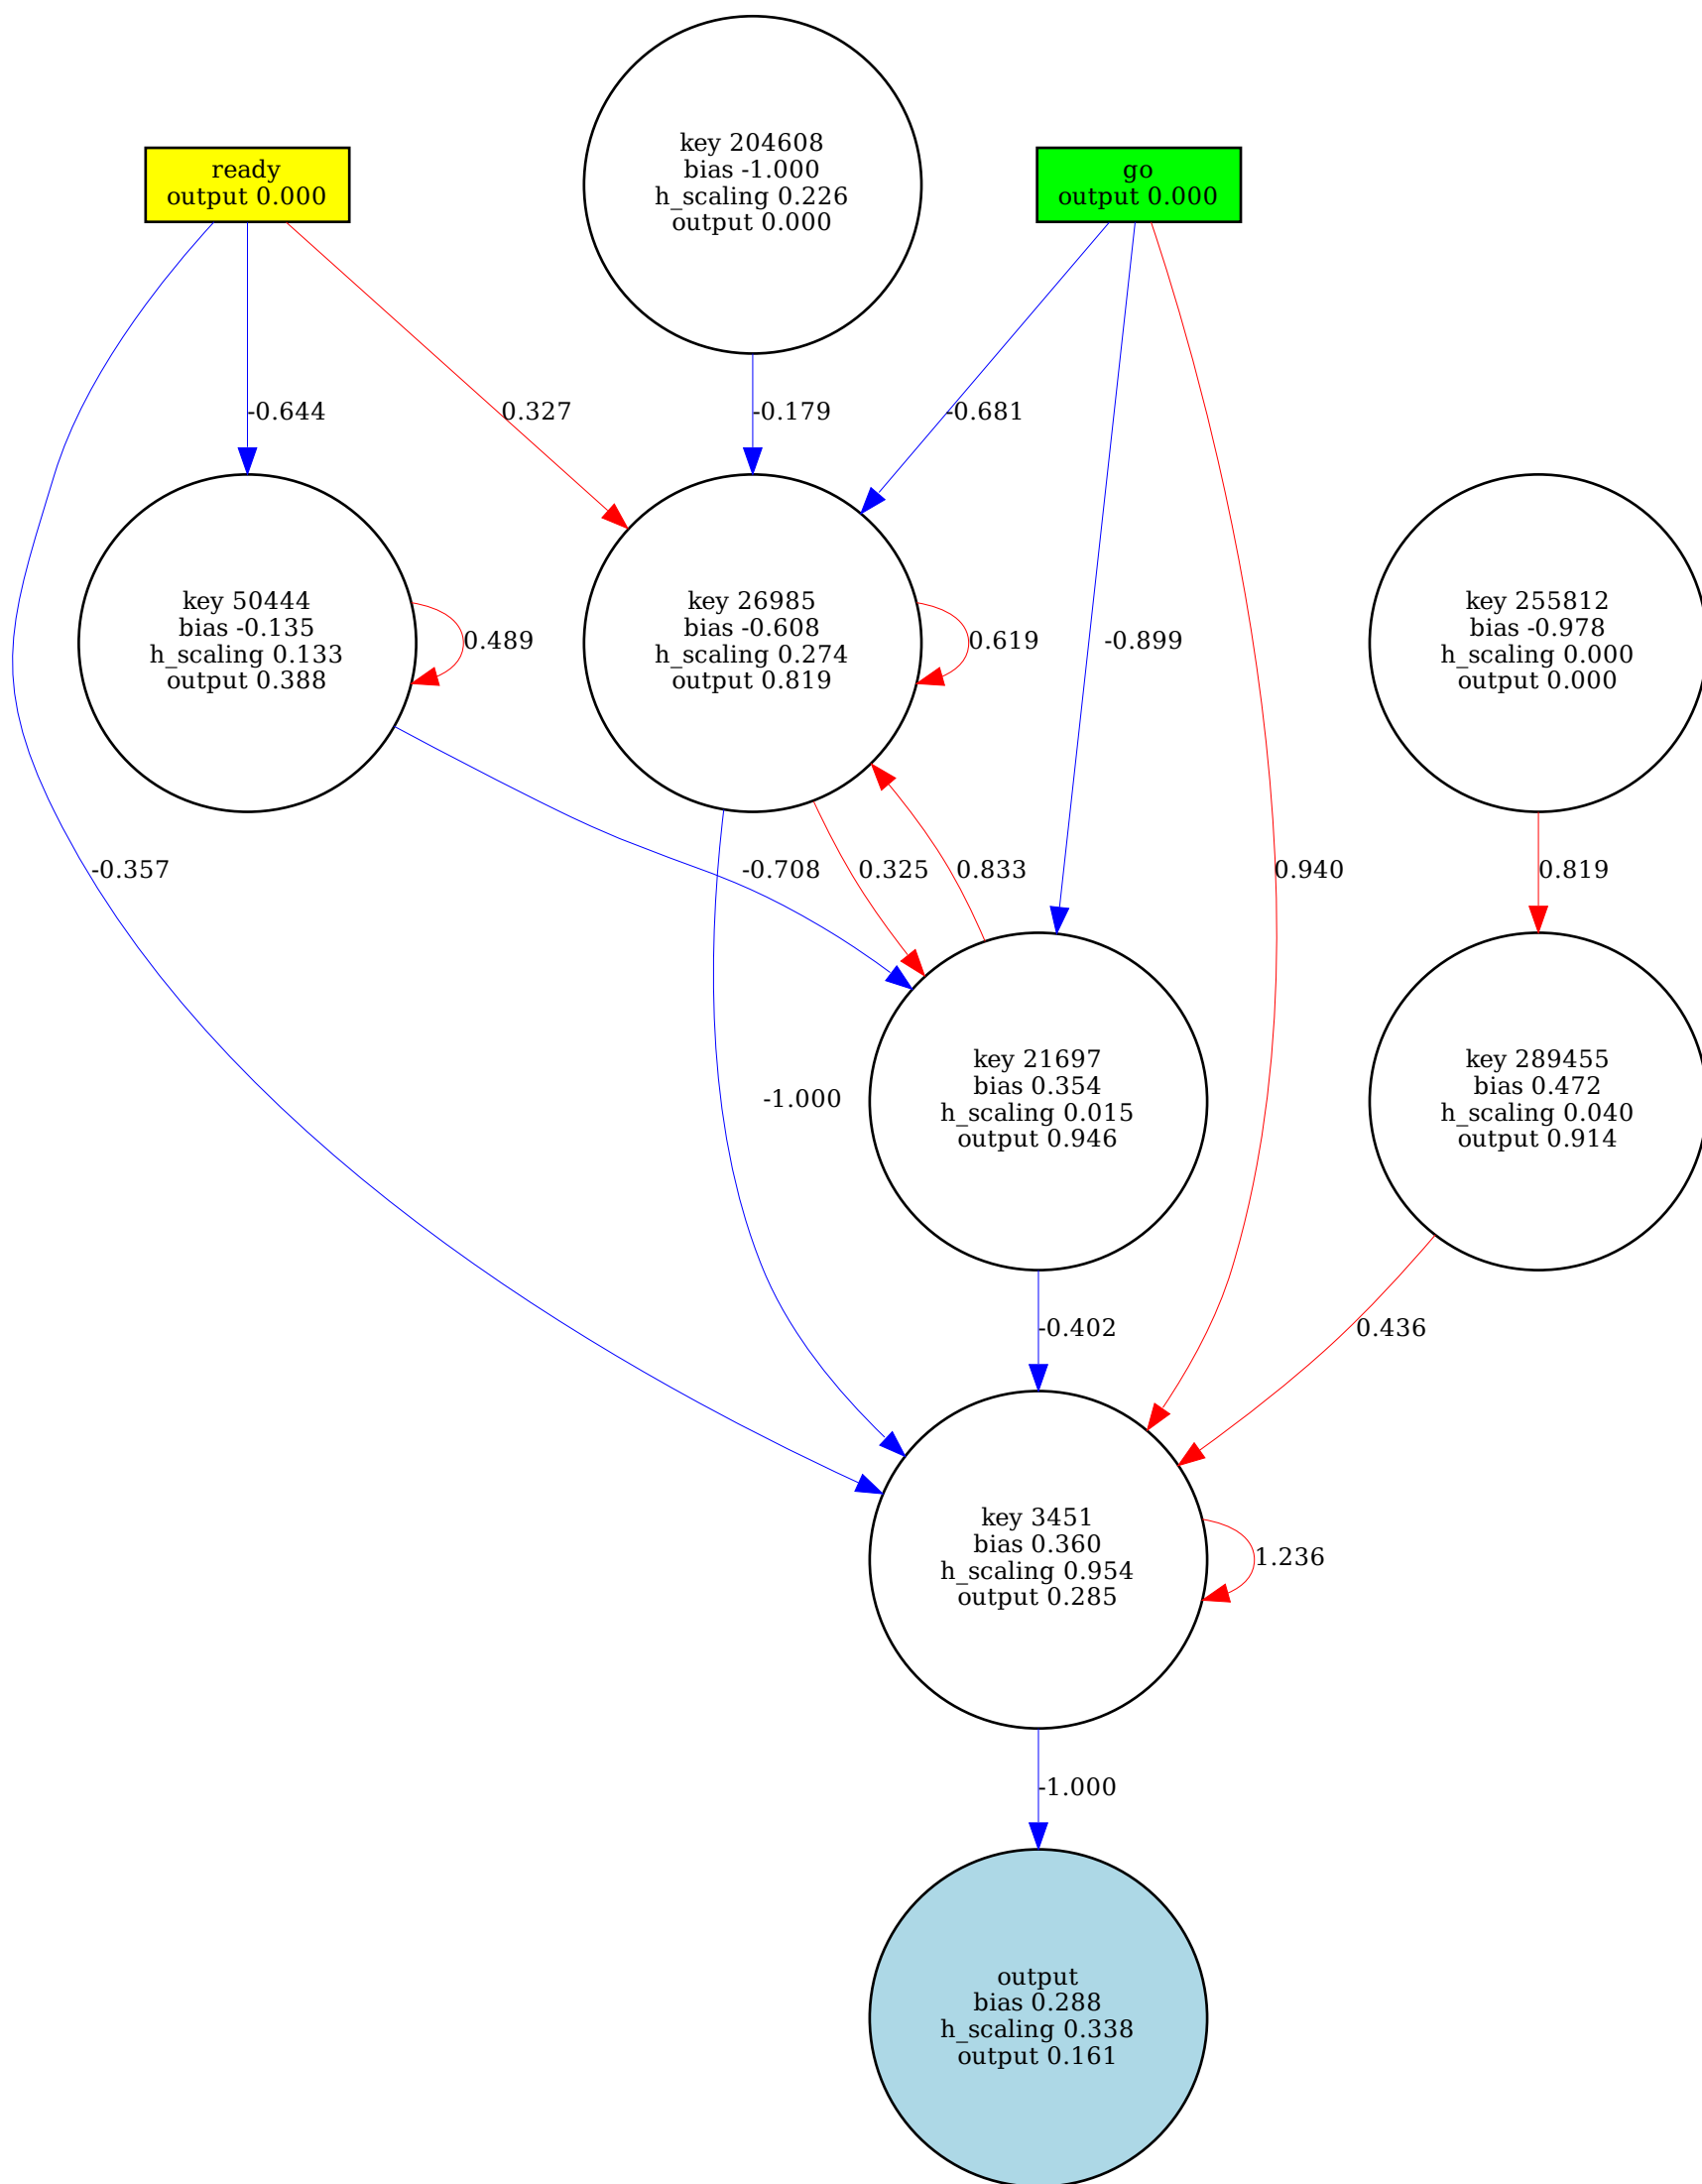 key 204608
bias -1.000
h_scaling 0.226
output 0.000
ready
output 0.000
go
output 0.000
-0.644
0.327
-0.179
-0.681
key 50444
bias -0.135
h_scaling 0.133
output 0.388
0.489
key 26985
bias -0.608
h_scaling 0.274
output 0.819
0.619
-0.899
key 255812
bias -0.978
h_scaling 0.000
output 0.000
-0.357
-0.708
0.325
0.833
0.940
0.819
-1.000
key 21697
bias 0.354
h_scaling 0.015
output 0.946
key 289455
bias 0.472
h_scaling 0.040
output 0.914
-0.402
0.436
key 3451
bias 0.360
h_scaling 0.954
output 0.285
1.236
-1.000
output
bias 0.288
h_scaling 0.338
output 0.161